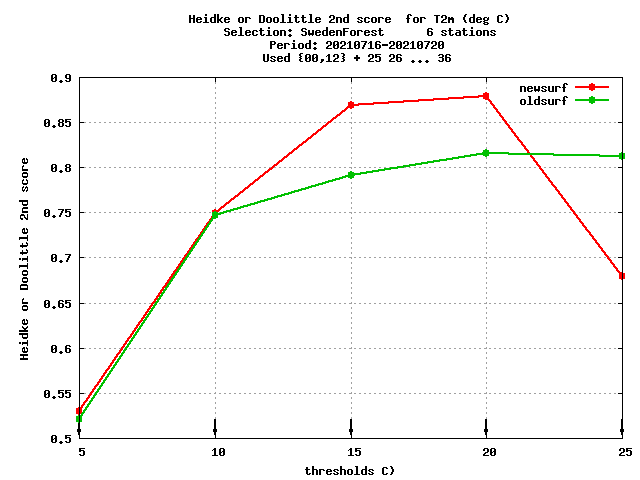 Heidke or Doolittle 2nd score  for T2m (deg C)
Selection: SwedenForest      6 stations
Period: 20210716-20210720
Used {00,12} + 25 26 ... 36
newsurf
oldsurf
Heidke or Doolittle 2nd score
0.9
0.85
0.8
0.75
0.7
0.65
0.6
0.55
0.5
5 10 15 20 25
thresholds C)